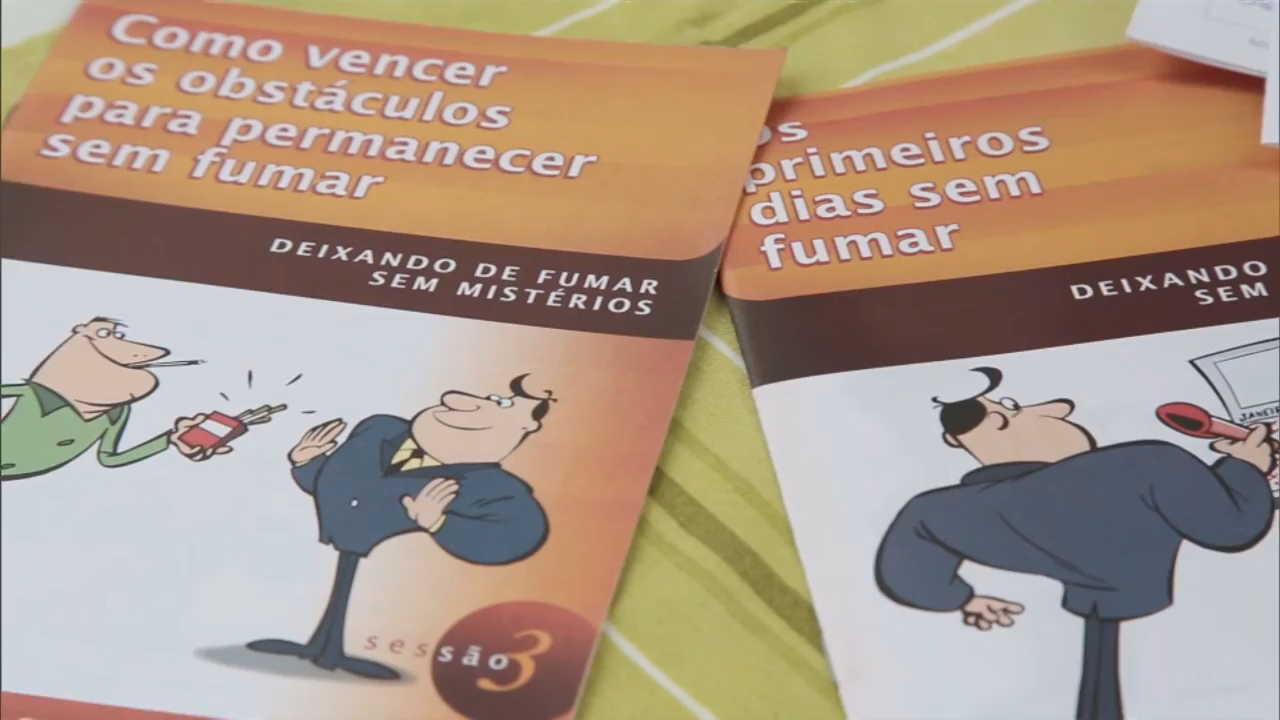 Como vencer
os obstáculos
para permanecer
sem fumar
DEIXANDO DE FUMAR
SEM MISTÉRIOS
sessão 3
os
primeiros
dias sem
fumar
DEIXANDO
SEM